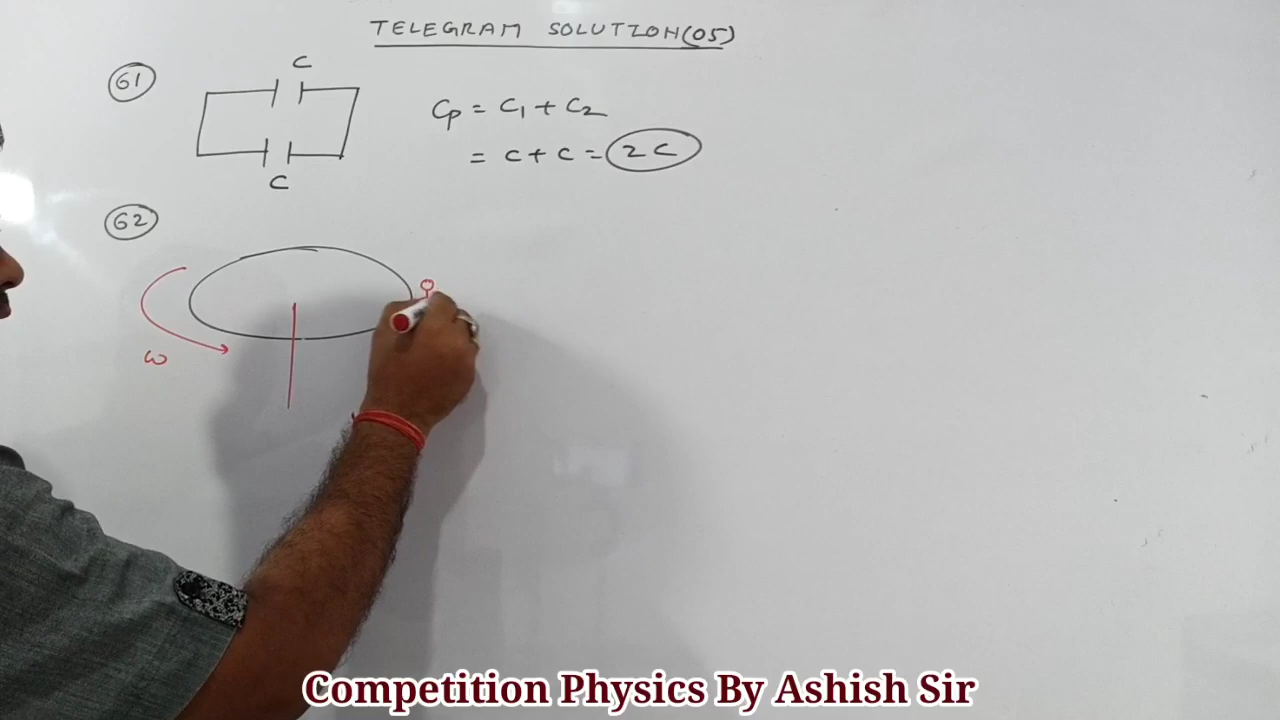 TELEGRAM SOLUTION(05)
61
C
C
Cp = C1 + C2
= C + C = 2C
62
ω
Competition Physics By Ashish Sir